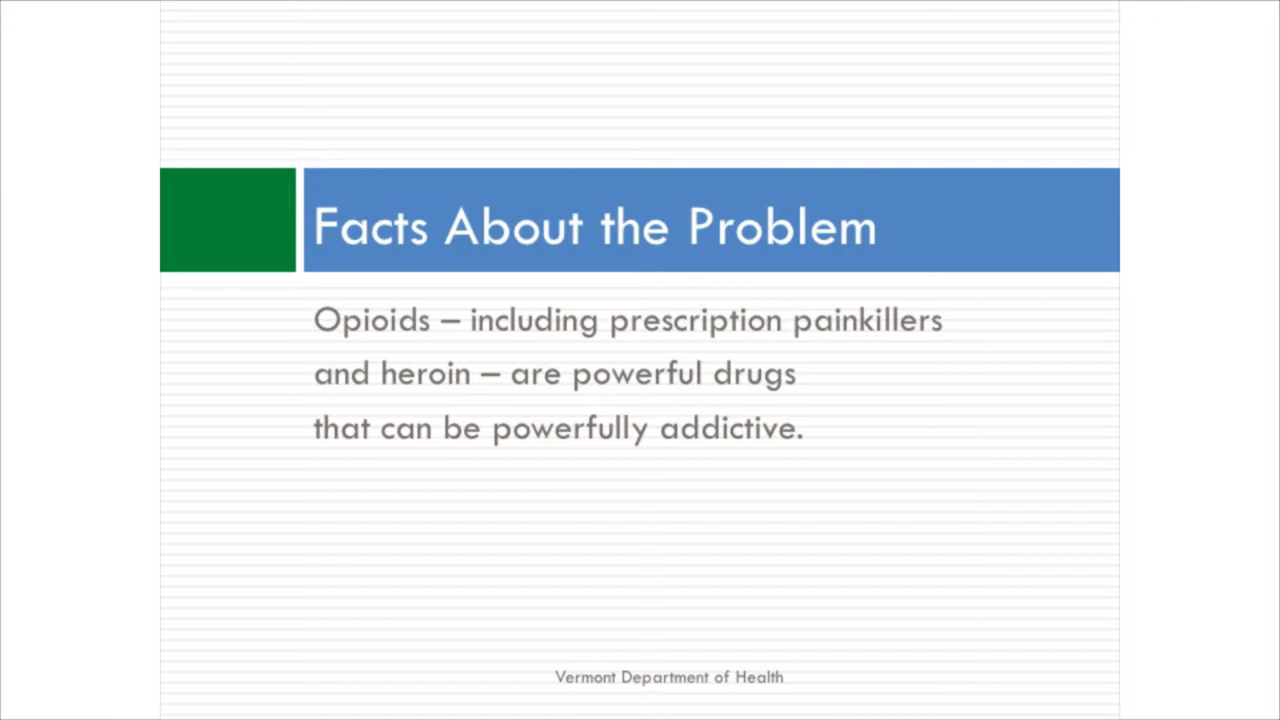 Facts About the Problem
Opioids – including prescription painkillers
and heroin – are powerful drugs
that can be powerfully addictive.
Vermont Department of Health